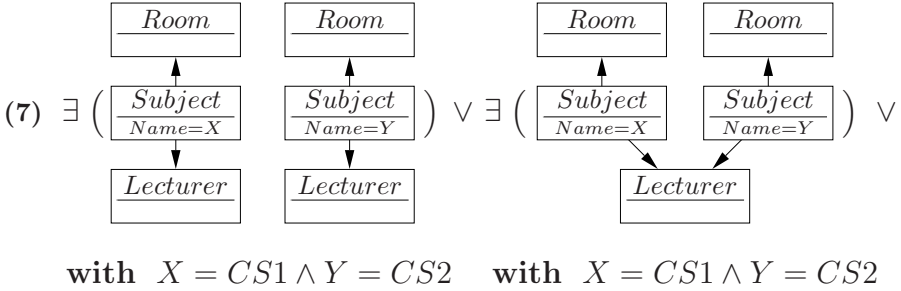 Room Room Room Room
(7) ∃ ( Subject Subject ) ∨ ∃ ( Subject Subject ) ∨
Name=X Name=Y Name=X Name=Y
Lecturer Lecturer Lecturer
with X = CS1 ∧ Y = CS2 with X = CS1 ∧ Y = CS2